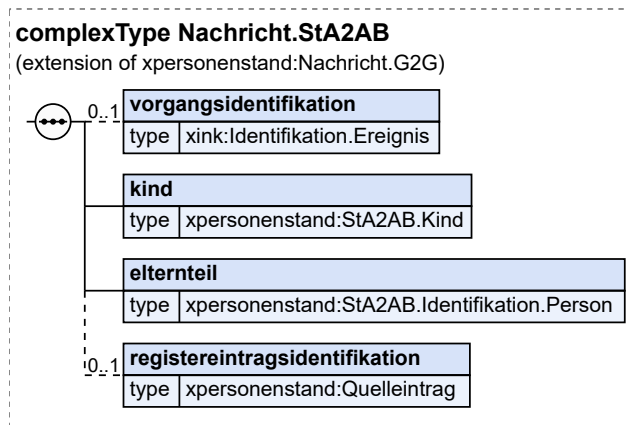 complexType Nachricht.StA2AB
(extension of xpersonenstand:Nachricht.G2G)
0..1 vorgangsidentifikation
type xink:Identifikation.Ereignis
kind
type xpersonenstand:StA2AB.Kind
elternteil
type xpersonenstand:StA2AB.Identifikation.Person
0..1 registereintragsidentifikation
type xpersonenstand:Quelleintrag